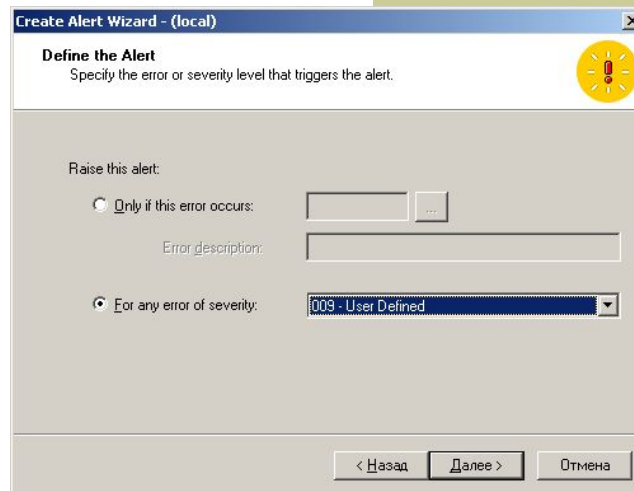 Create Alert Wizard - (local)
Define the Alert
Specify the error or severity level that triggers the alert.
Raise this alert:
Only if this error occurs:
...
Error description:
For any error of severity:
009 - User Defined
< Назад
Далее >
Отмена